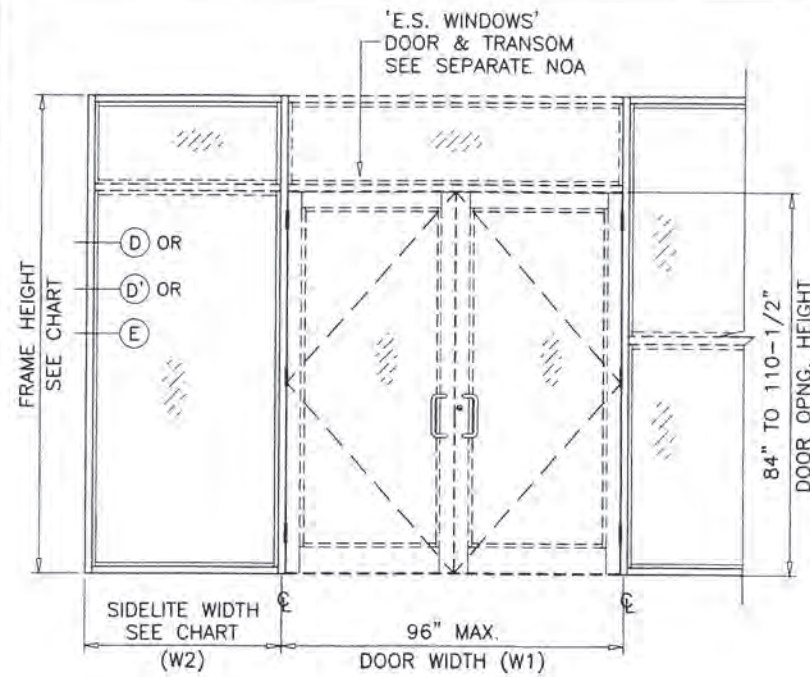 'E.S. WINDOWS'
DOOR & TRANSOM
SEE SEPARATE NOA
FRAME HEIGHT
SEE CHART
D OR
D' OR
E
84" TO 110-1/2"
DOOR OPNG. HEIGHT
SIDELITE WIDTH
SEE CHART
(W2)
℄
96" MAX.
DOOR WIDTH (W1)
℄